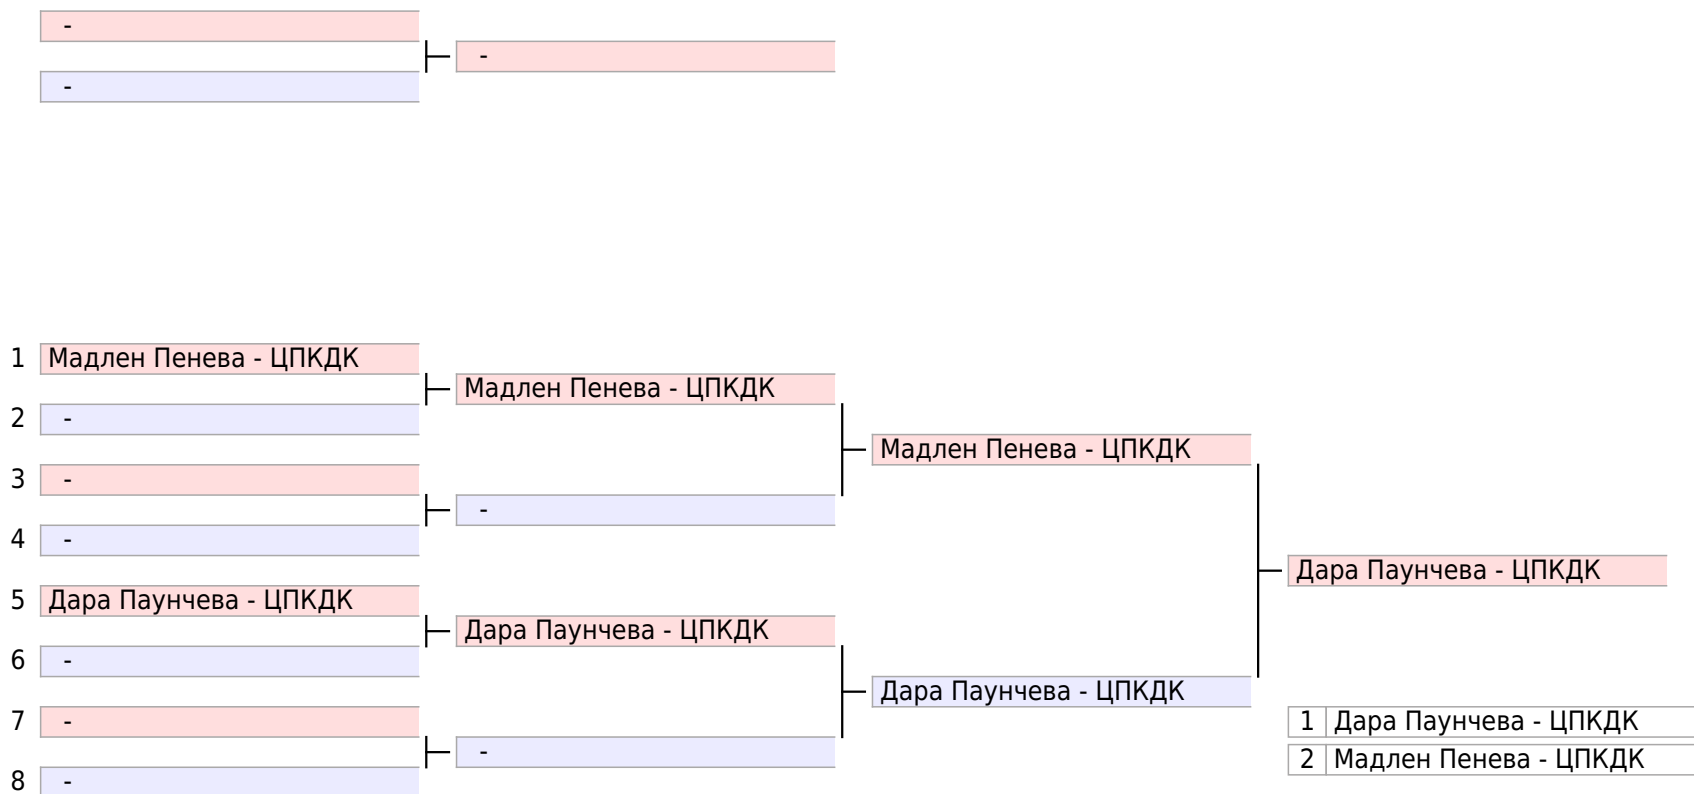 -
-
-
1 Мадлен Пенева - ЦПКДК
Мадлен Пенева - ЦПКДК
2 -
Мадлен Пенева - ЦПКДК
3 -
-
4 -
Дара Паунчева - ЦПКДК
5 Дара Паунчева - ЦПКДК
Дара Паунчева - ЦПКДК
6 -
Дара Паунчева - ЦПКДК
7 -
1 Дара Паунчева - ЦПКДК
-
2 Мадлен Пенева - ЦПКДК
8 -